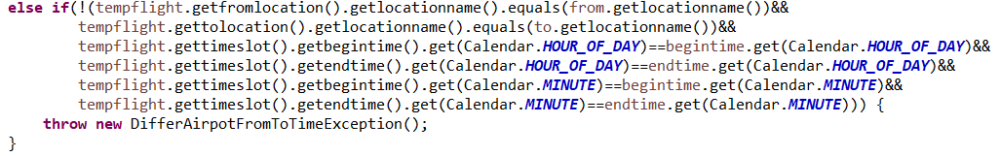 else if(!(tempflight.getfromlocation().getlocationname().equals(from.getlocationname())&&
tempflight.gettolocation().getlocationname().equals(to.getlocationname())&&
tempflight.gettimeslot().getbegintime().get(Calendar.HOUR_OF_DAY)==begintime.get(Calendar.HOUR_OF_DAY)&&
tempflight.gettimeslot().getendtime().get(Calendar.HOUR_OF_DAY)==endtime.get(Calendar.HOUR_OF_DAY)&&
tempflight.gettimeslot().getbegintime().get(Calendar.MINUTE)==begintime.get(Calendar.MINUTE)&&
tempflight.gettimeslot().getendtime().get(Calendar.MINUTE)==endtime.get(Calendar.MINUTE))) {
throw new DifferAirpotFromToTimeException();
}